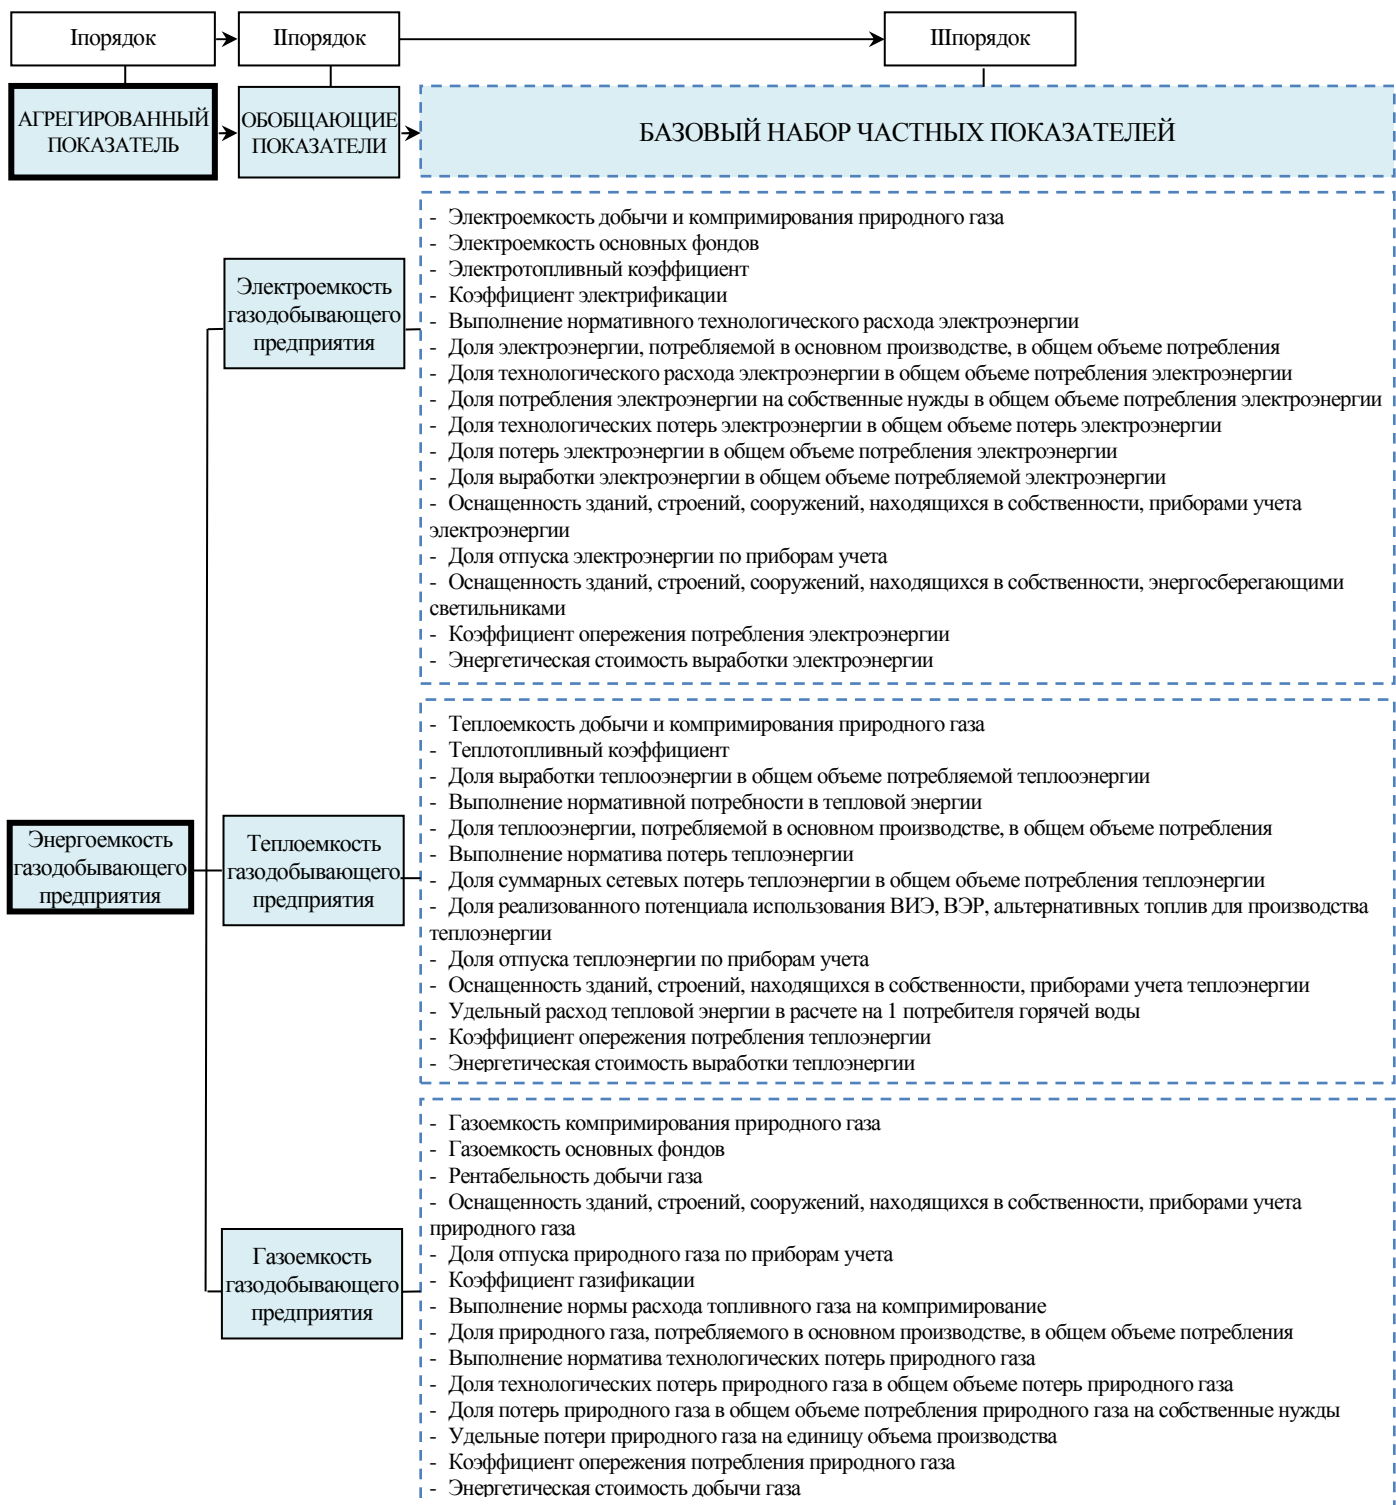 Iпорядок
IIпорядок
IIIпорядок
АГРЕГИРОВАННЫЙ
ПОКАЗАТЕЛЬ
ОБОБЩАЮЩИЕ
ПОКАЗАТЕЛИ
БАЗОВЫЙ НАБОР ЧАСТНЫХ ПОКАЗАТЕЛЕЙ
Энергоемкость
газодобывающего
предприятия
Электроемкость
газодобывающего
предприятия
- Электроемкость добычи и компримирования природного газа
- Электроемкость основных фондов
- Электротопливный коэффициент
- Коэффициент электрификации
- Выполнение нормативного технологического расхода электроэнергии
- Доля электроэнергии, потребляемой в основном производстве, в общем объеме потребления
- Доля технологического расхода электроэнергии в общем объеме потребления электроэнергии
- Доля потребления электроэнергии на собственные нужды в общем объеме потребления электроэнергии
- Доля технологических потерь электроэнергии в общем объеме потерь электроэнергии
- Доля потерь электроэнергии в общем объеме потребления электроэнергии
- Доля выработки электроэнергии в общем объеме потребляемой электроэнергии
- Оснащенность зданий, строений, сооружений, находящихся в собственности, приборами учета
электроэнергии
- Доля отпуска электроэнергии по приборам учета
- Оснащенность зданий, строений, сооружений, находящихся в собственности, энергосберегающими
светильниками
- Коэффициент опережения потребления электроэнергии
- Энергетическая стоимость выработки электроэнергии
Теплоемкость
газодобывающего
предприятия
- Теплоемкость добычи и компримирования природного газа
- Теплотопливный коэффициент
- Доля выработки теплооэнергии в общем объеме потребляемой теплооэнергии
- Выполнение нормативной потребности в тепловой энергии
- Доля теплооэнергии, потребляемой в основном производстве, в общем объеме потребления
- Выполнение норматива потерь теплоэнергии
- Доля суммарных сетевых потерь теплоэнергии в общем объеме потребления теплоэнергии
- Доля реализованного потенциала использования ВИЭ, ВЭР, альтернативных топлив для производства
теплоэнергии
- Доля отпуска теплоэнергии по приборам учета
- Оснащенность зданий, строений, находящихся в собственности, приборами учета теплоэнергии
- Удельный расход тепловой энергии в расчете на 1 потребителя горячей воды
- Коэффициент опережения потребления теплоэнергии
- Энергетическая стоимость выработки теплоэнергии
Газоемкость
газодобывающего
предприятия
- Газоемкость компримирования природного газа
- Газоемкость основных фондов
- Рентабельность добычи газа
- Оснащенность зданий, строений, сооружений, находящихся в собственности, приборами учета
природного газа
- Доля отпуска природного газа по приборам учета
- Коэффициент газификации
- Выполнение нормы расхода топливного газа на компримирование
- Доля природного газа, потребляемого в основном производстве, в общем объеме потребления
- Выполнение норматива технологических потерь природного газа
- Доля технологических потерь природного газа в общем объеме потерь природного газа
- Доля потерь природного газа в общем объеме потребления природного газа на собственные нужды
- Удельные потери природного газа на единицу объема производства
- Коэффициент опережения потребления природного газа
- Энергетическая стоимость добычи газа